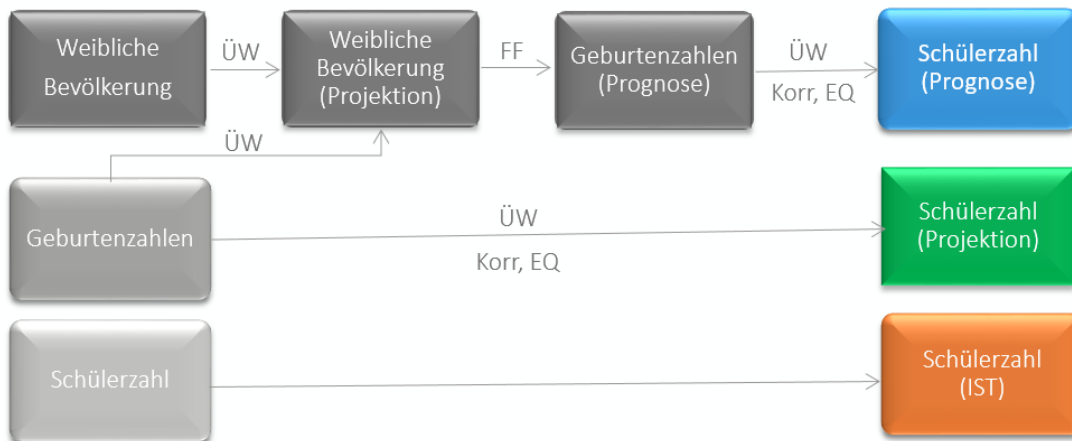 Weibliche
Bevölkerung
ÜW
Weibliche
Bevölkerung
(Projektion)
FF
Geburtenzahlen
(Prognose)
ÜW
Korr, EQ
Schülerzahl
(Prognose)
ÜW
Geburtenzahlen
ÜW
Korr, EQ
Schülerzahl
(Projektion)
Schülerzahl
Schülerzahl
(IST)